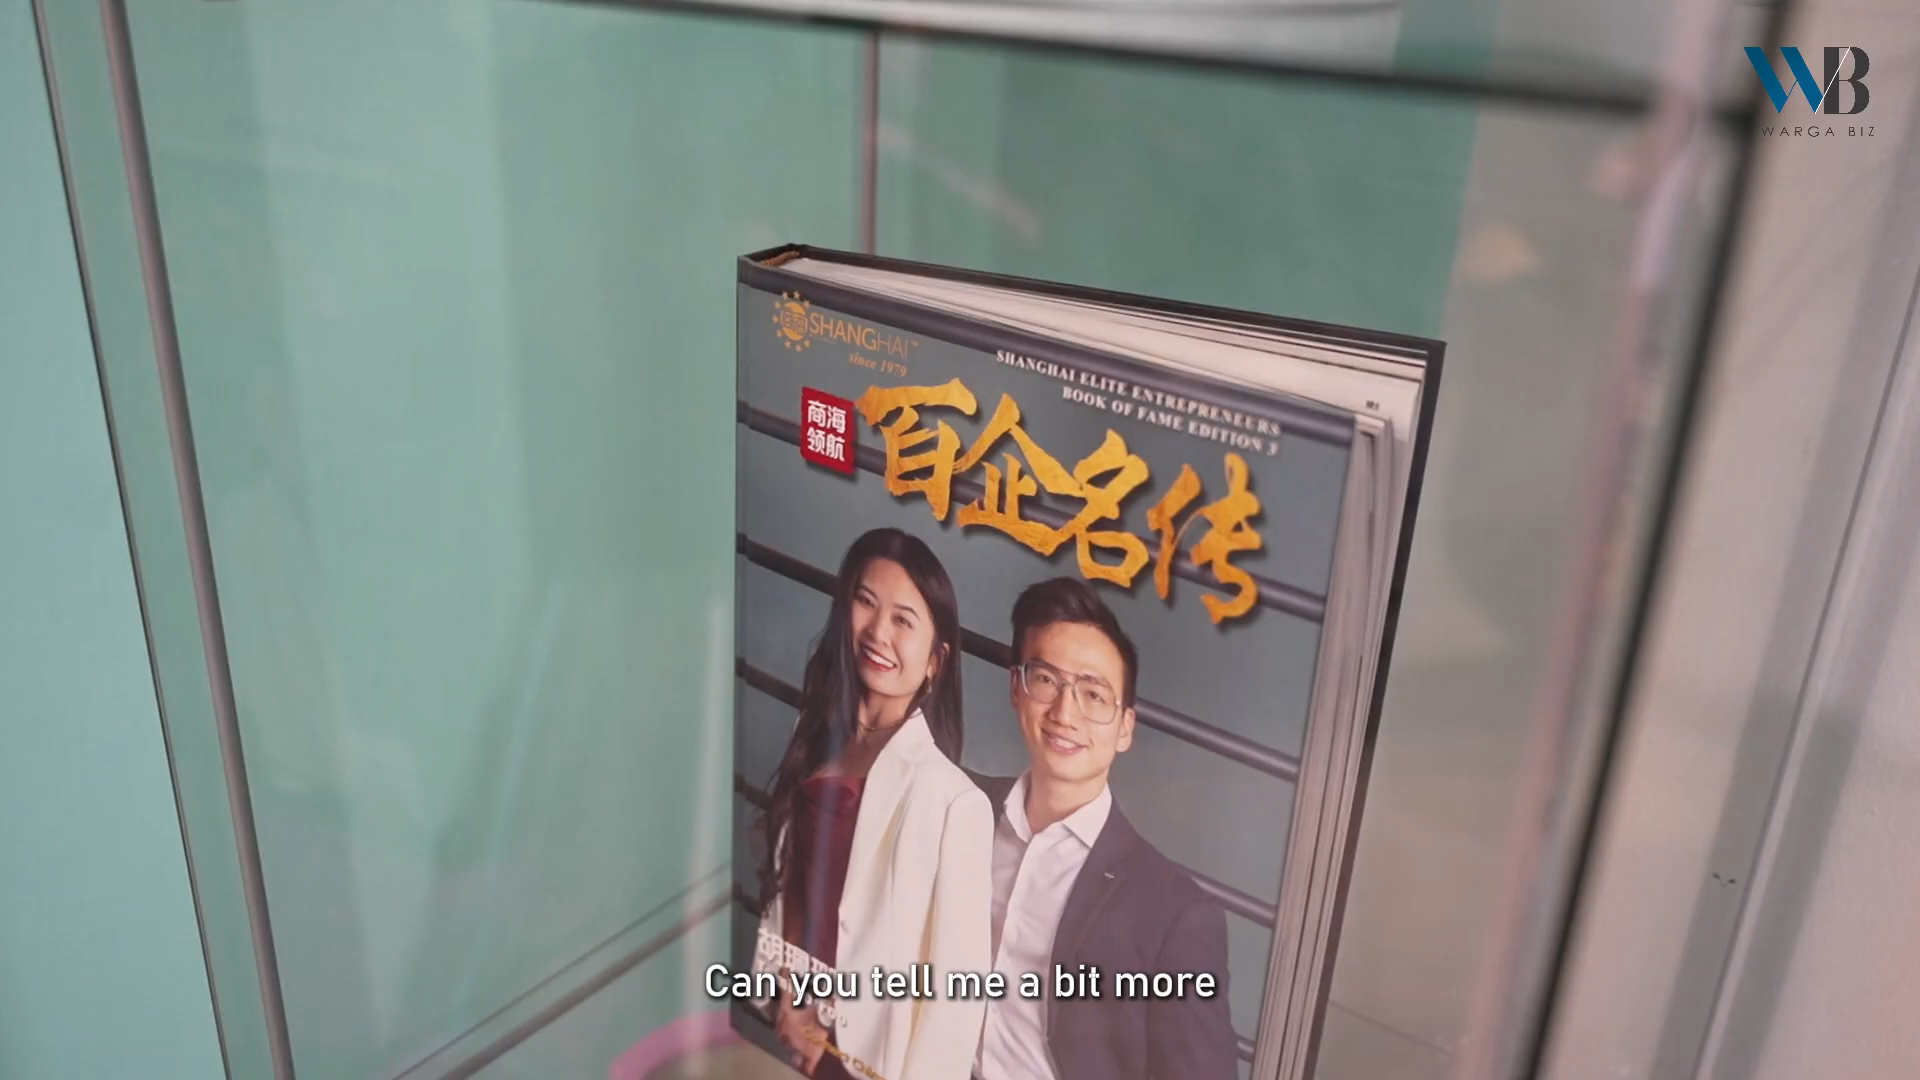 WB
WARGA BIZ
SHANGHAI™
since 1979
SHANGHAI ELITE ENTREPRENEURS
BOOK OF FAME EDITION 3
商海
领航
百企名传
Can you tell me a bit more